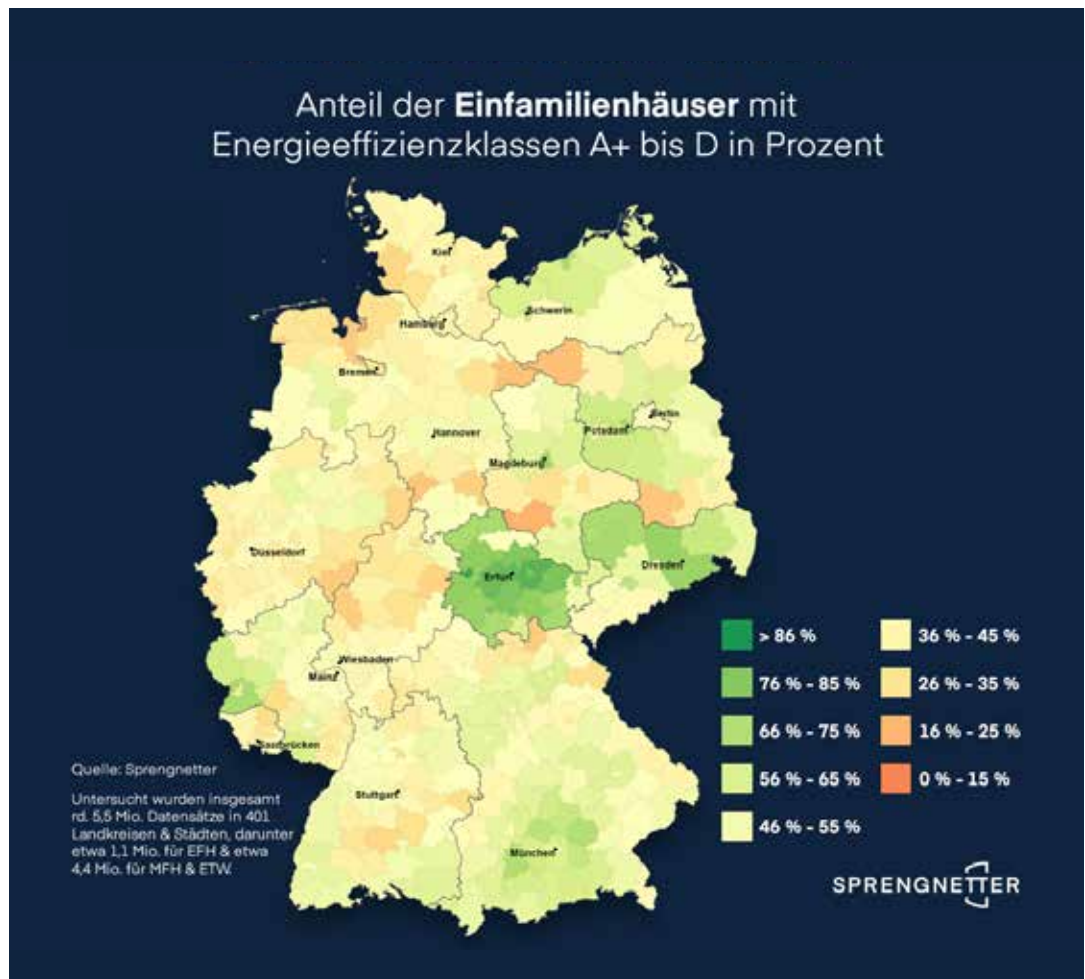 Anteil der Einfamilienhäuser mit
Energieeffizienzklassen A+ bis D in Prozent
Kiel
Hamburg
Schwerin
Bremen
Berlin
Hannover
Potsdam
Magdeburg
Düsseldorf
Erfurt
Dresden
Wiesbaden
Mainz
Saarbrücken
Stuttgart
München
> 86 %
76 % - 85 %
66 % - 75 %
56 % - 65 %
46 % - 55 %
36 % - 45 %
26 % - 35 %
16 % - 25 %
0 % - 15 %
Quelle: Sprengnetter
Untersucht wurden insgesamt
rd. 5,5 Mio. Datensätze in 401
Landkreisen & Städten, darunter
etwa 1,1 Mio. für EFH & etwa
4,4 Mio. für MFH & ETW.
SPRENGNETTER